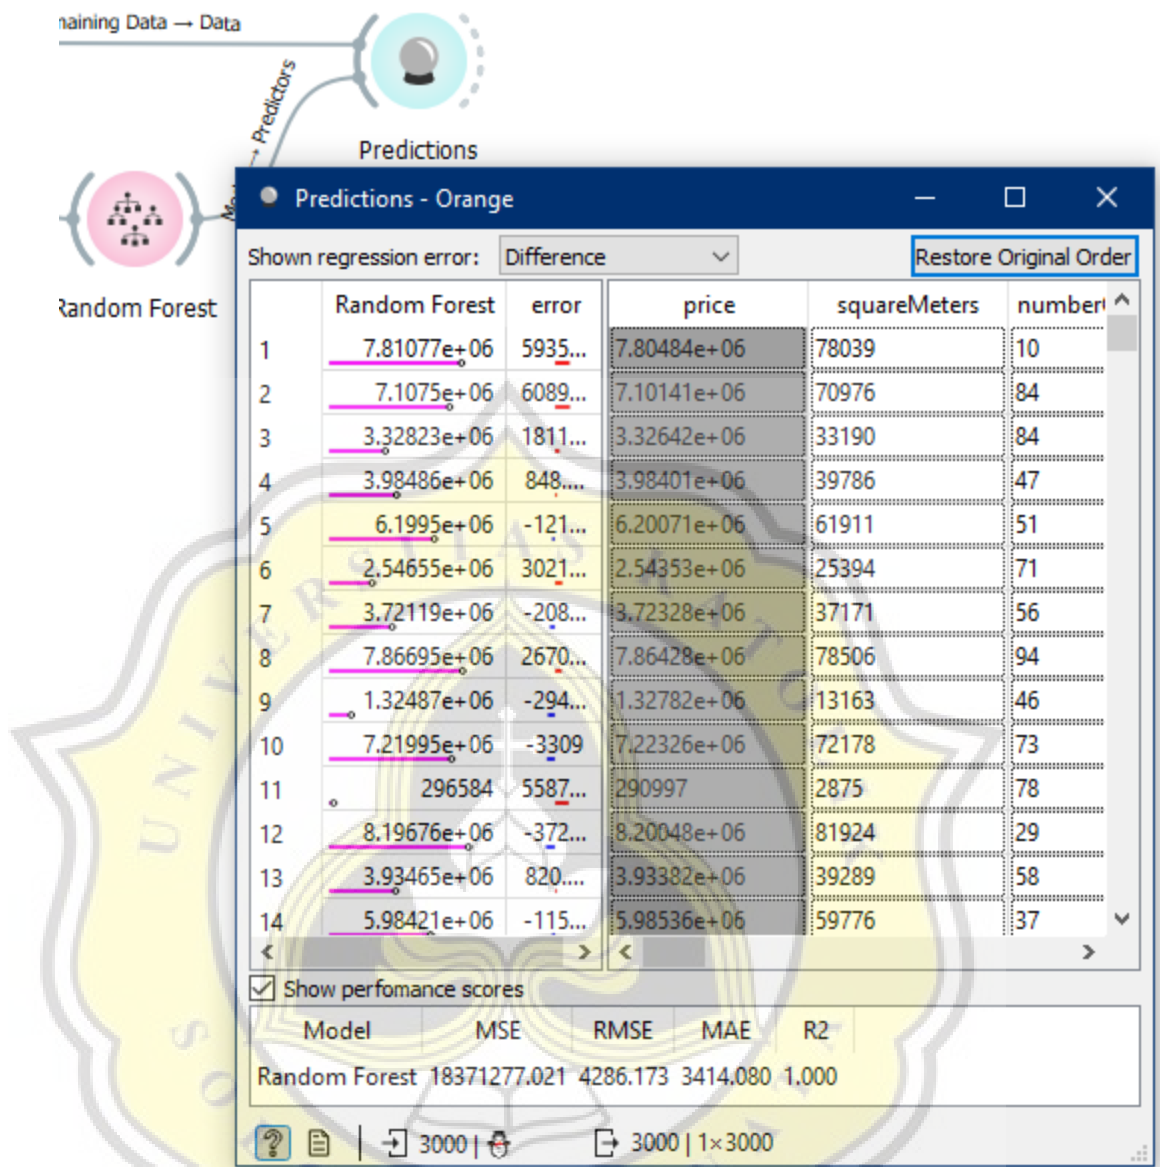 Data → Data
Predictors
Predictions
Random Forest
Predictions - Orange
Shown regression error: Difference Restore Original Order
Random Forest error price squareMeters
1 7.81077e+06 5935... 7.80484e+06 78039 10
2 7.1075e+06 6089... 7.10141e+06 70976 84
3 3.32823e+06 1811... 3.32642e+06 33190 84
4 3.98486e+06 848.... 3.98401e+06 39786 47
5 6.1995e+06 -121... 6.20071e+06 61911 51
6 2.54655e+06 3021... 2.54353e+06 25394 71
7 3.72119e+06 -208... 3.72328e+06 37171 56
8 7.86695e+06 2670... 7.86428e+06 78506 94
9 1.32487e+06 -294... 1.32782e+06 13163 46
10 7.21995e+06 -3309 7.22326e+06 72178 73
11 296584 5587... 290997 2875 78
12 8.19676e+06 -372... 8.20048e+06 81924 29
13 3.93465e+06 820.... 3.93382e+06 39289 58
14 5.98421e+06 -115... 5.98536e+06 59776 37
Show perfomance scores
Model MSE RMSE MAE R2
Random Forest 18371277.021 4286.173 3414.080 1.000
3000 | 3000 | 1×3000